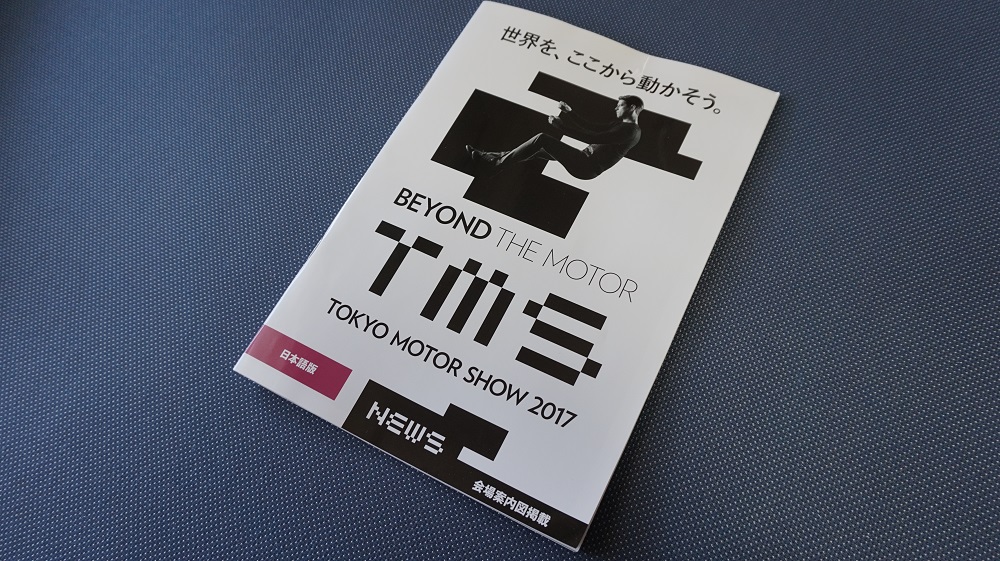 世界を、ここから動かそう。
BEYOND THE MOTOR
TMS
TOKYO MOTOR SHOW 2017
日本語版
NEWS
会場案内図掲載